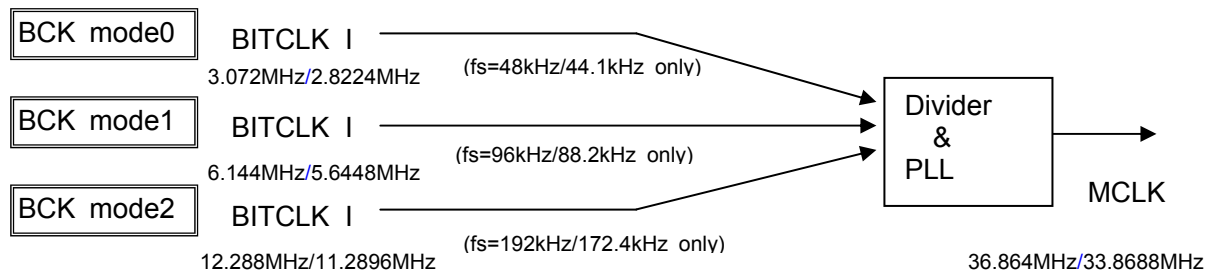 BCK mode0
BITCLK I
3.072MHz/2.8224MHz
(fs=48kHz/44.1kHz only)
BCK mode1
BITCLK I
6.144MHz/5.6448MHz
(fs=96kHz/88.2kHz only)
BCK mode2
BITCLK I
12.288MHz/11.2896MHz
(fs=192kHz/172.4kHz only)
Divider
&
PLL
MCLK
36.864MHz/33.8688MHz